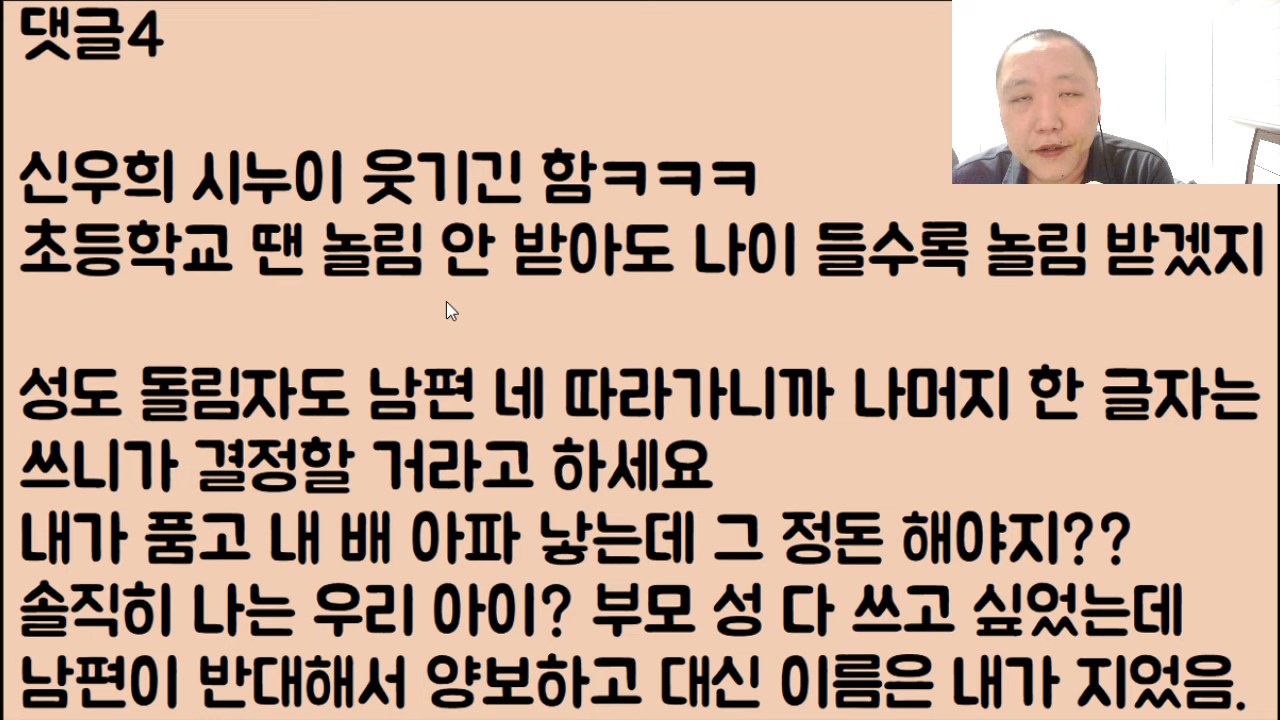 댓글4
신우희 시누이 웃기긴 함ㅋㅋㅋ
초등학교 땐 놀림 안 받아도 나이 들수록 놀림 받겠지
성도 돌림자도 남편 네 따라가니까 나머지 한 글자는
쓰니가 결정할 거라고 하세요
내가 품고 내 배 아파 낳는데 그 정돈 해야지??
솔직히 나는 우리 아이? 부모 성 다 쓰고 싶었는데
남편이 반대해서 양보하고 대신 이름은 내가 지었음.